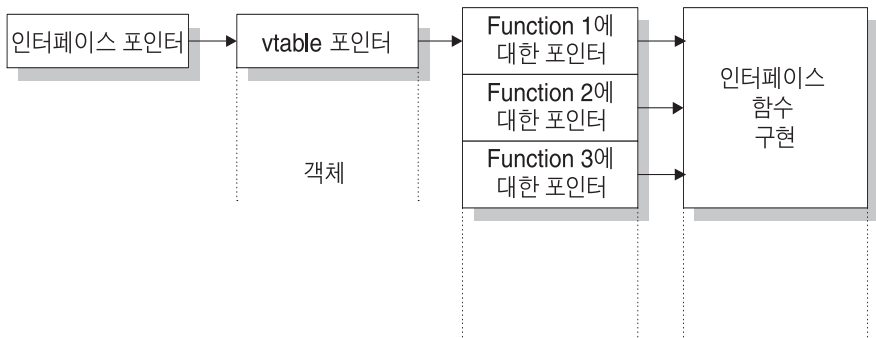 인터페이스 포인터
vtable 포인터
객체
Function 1에
대한 포인터
Function 2에
대한 포인터
Function 3에
대한 포인터
인터페이스
함수
구현